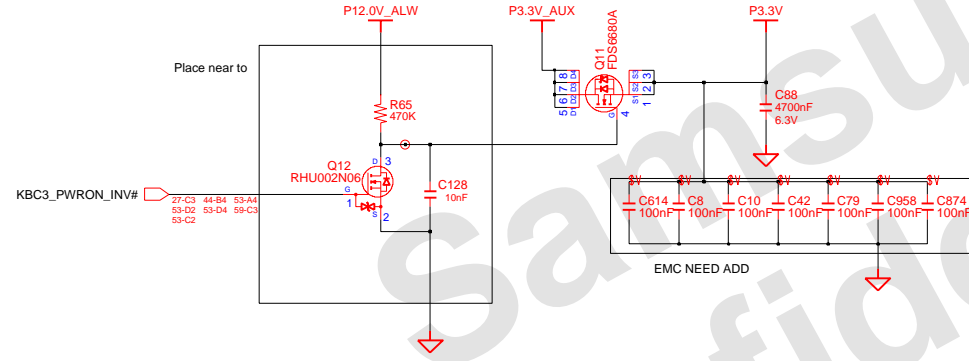 P12.0V_ALW
P3.3V_AUX
P3.3V
Place near to
Q11
FDS6680A
8 D4
7 D3
6 D2
5 D1
S3 3
S2 2
S1 1
G 4
R65
470K
C88
4700nF
6.3V
Q12
RHU002N06
D 3
G 1
S 2
C128
10nF
KBC3_PWRON_INV#
27-C3 44-B4 53-A4
53-D2 53-D4 59-C3
53-C2
C614 C8 C10 C42 C79 C958 C874
100nF 100nF 100nF 100nF 100nF 100nF 100nF
EMC NEED ADD